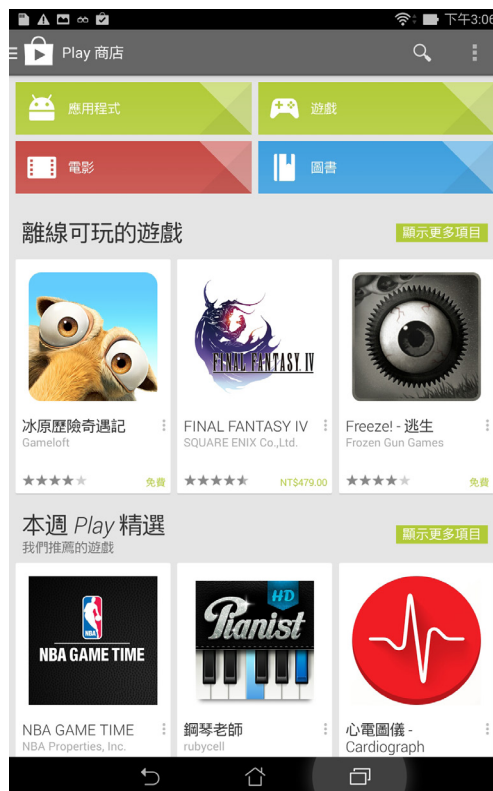 下午3:06
Play 商店
應用程式
遊戲
電影
圖書
離線可玩的遊戲
顯示更多項目
FINAL FANTASY. IV
冰原歷險奇遇記
FINAL FANTASY IV
Freeze! - 逃生
Gameloft
SQUARE ENIX Co.,Ltd.
Frozen Gun Games
免費
NT$479.00
免費
本週 Play 精選
顯示更多項目
我們推薦的遊戲
NBA
NBA GAME TIME
HD
Pianist
NBA GAME TIME
鋼琴老師
心電圖儀 -
Cardiograph
NBA Properties, Inc.
rubycell